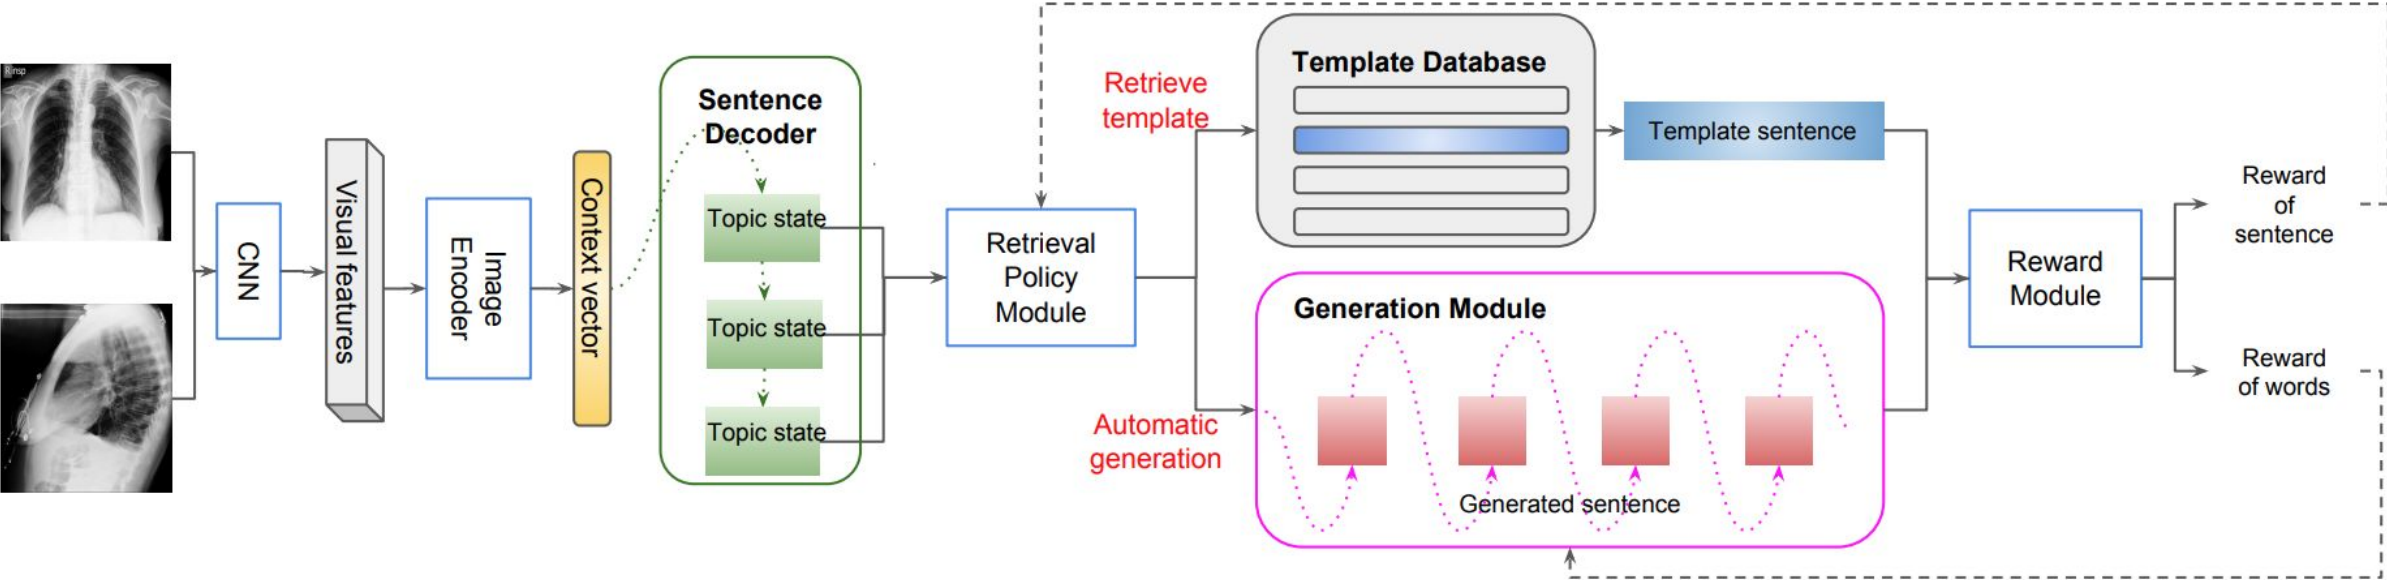 Rinsp
CNN
Visual features
Image
Encoder
Context vector
Sentence
Decoder
Topic state
Topic state
Topic state
Retrieval
Policy
Module
Retrieve
template
Automatic
generation
Template Database
Template sentence
Generation Module
Generated sentence
Reward
Module
Reward
of
sentence
Reward
of words